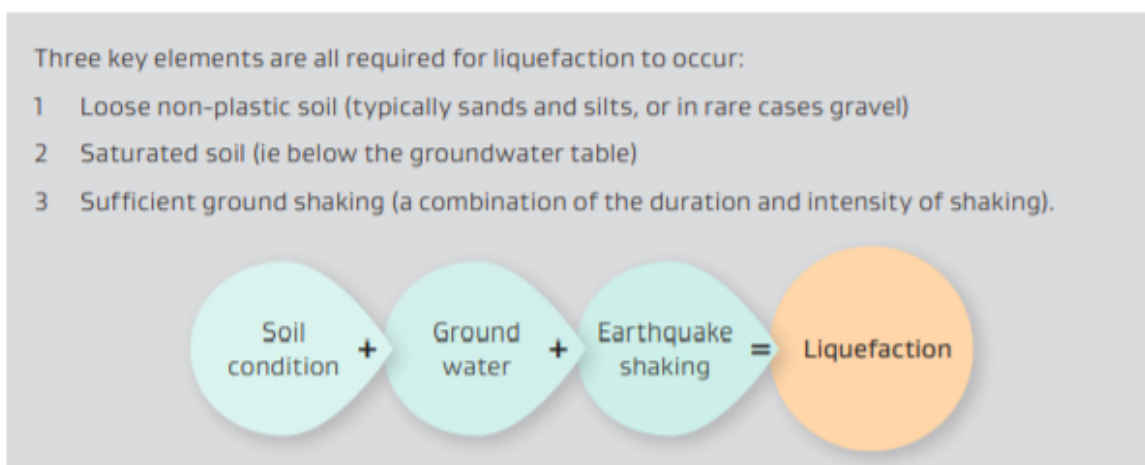 Three key elements are all required for liquefaction to occur:
1 Loose non-plastic soil (typically sands and silts, or in rare cases gravel)
2 Saturated soil (ie below the groundwater table)
3 Sufficient ground shaking (a combination of the duration and intensity of shaking).
Soil condition + Ground water + Earthquake shaking = Liquefaction